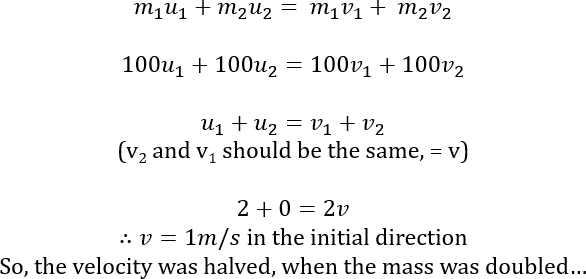 m₁u₁ + m₂u₂ = m₁v₁ + m₂v₂
100u₁ + 100u₂ = 100v₁ + 100v₂
u₁ + u₂ = v₁ + v₂
(v₂ and v₁ should be the same, = v)
2 + 0 = 2v
∴ v = 1m/s in the initial direction
So, the velocity was halved, when the mass was doubled…